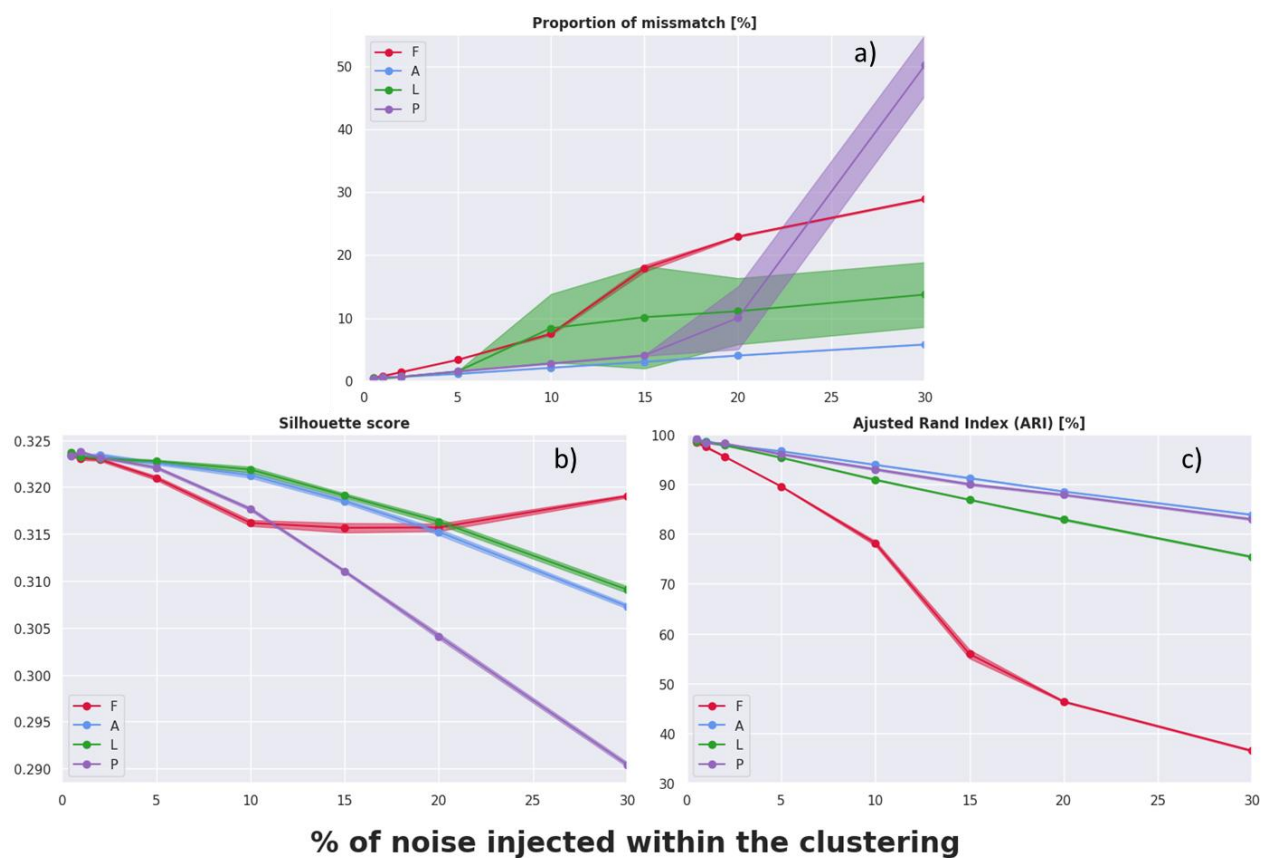 Proportion of missmatch [%]
a)
F
A
L
P
50
40
30
20
10
0
0 5 10 15 20 25 30
Silhouette score
b)
0.325
0.320
0.315
0.310
0.305
0.300
0.295
0.290
F
A
L
P
0 5 10 15 20 25 30
Ajusted Rand Index (ARI) [%]
c)
100
90
80
70
60
50
40
30
F
A
L
P
0 5 10 15 20 25 30
% of noise injected within the clustering